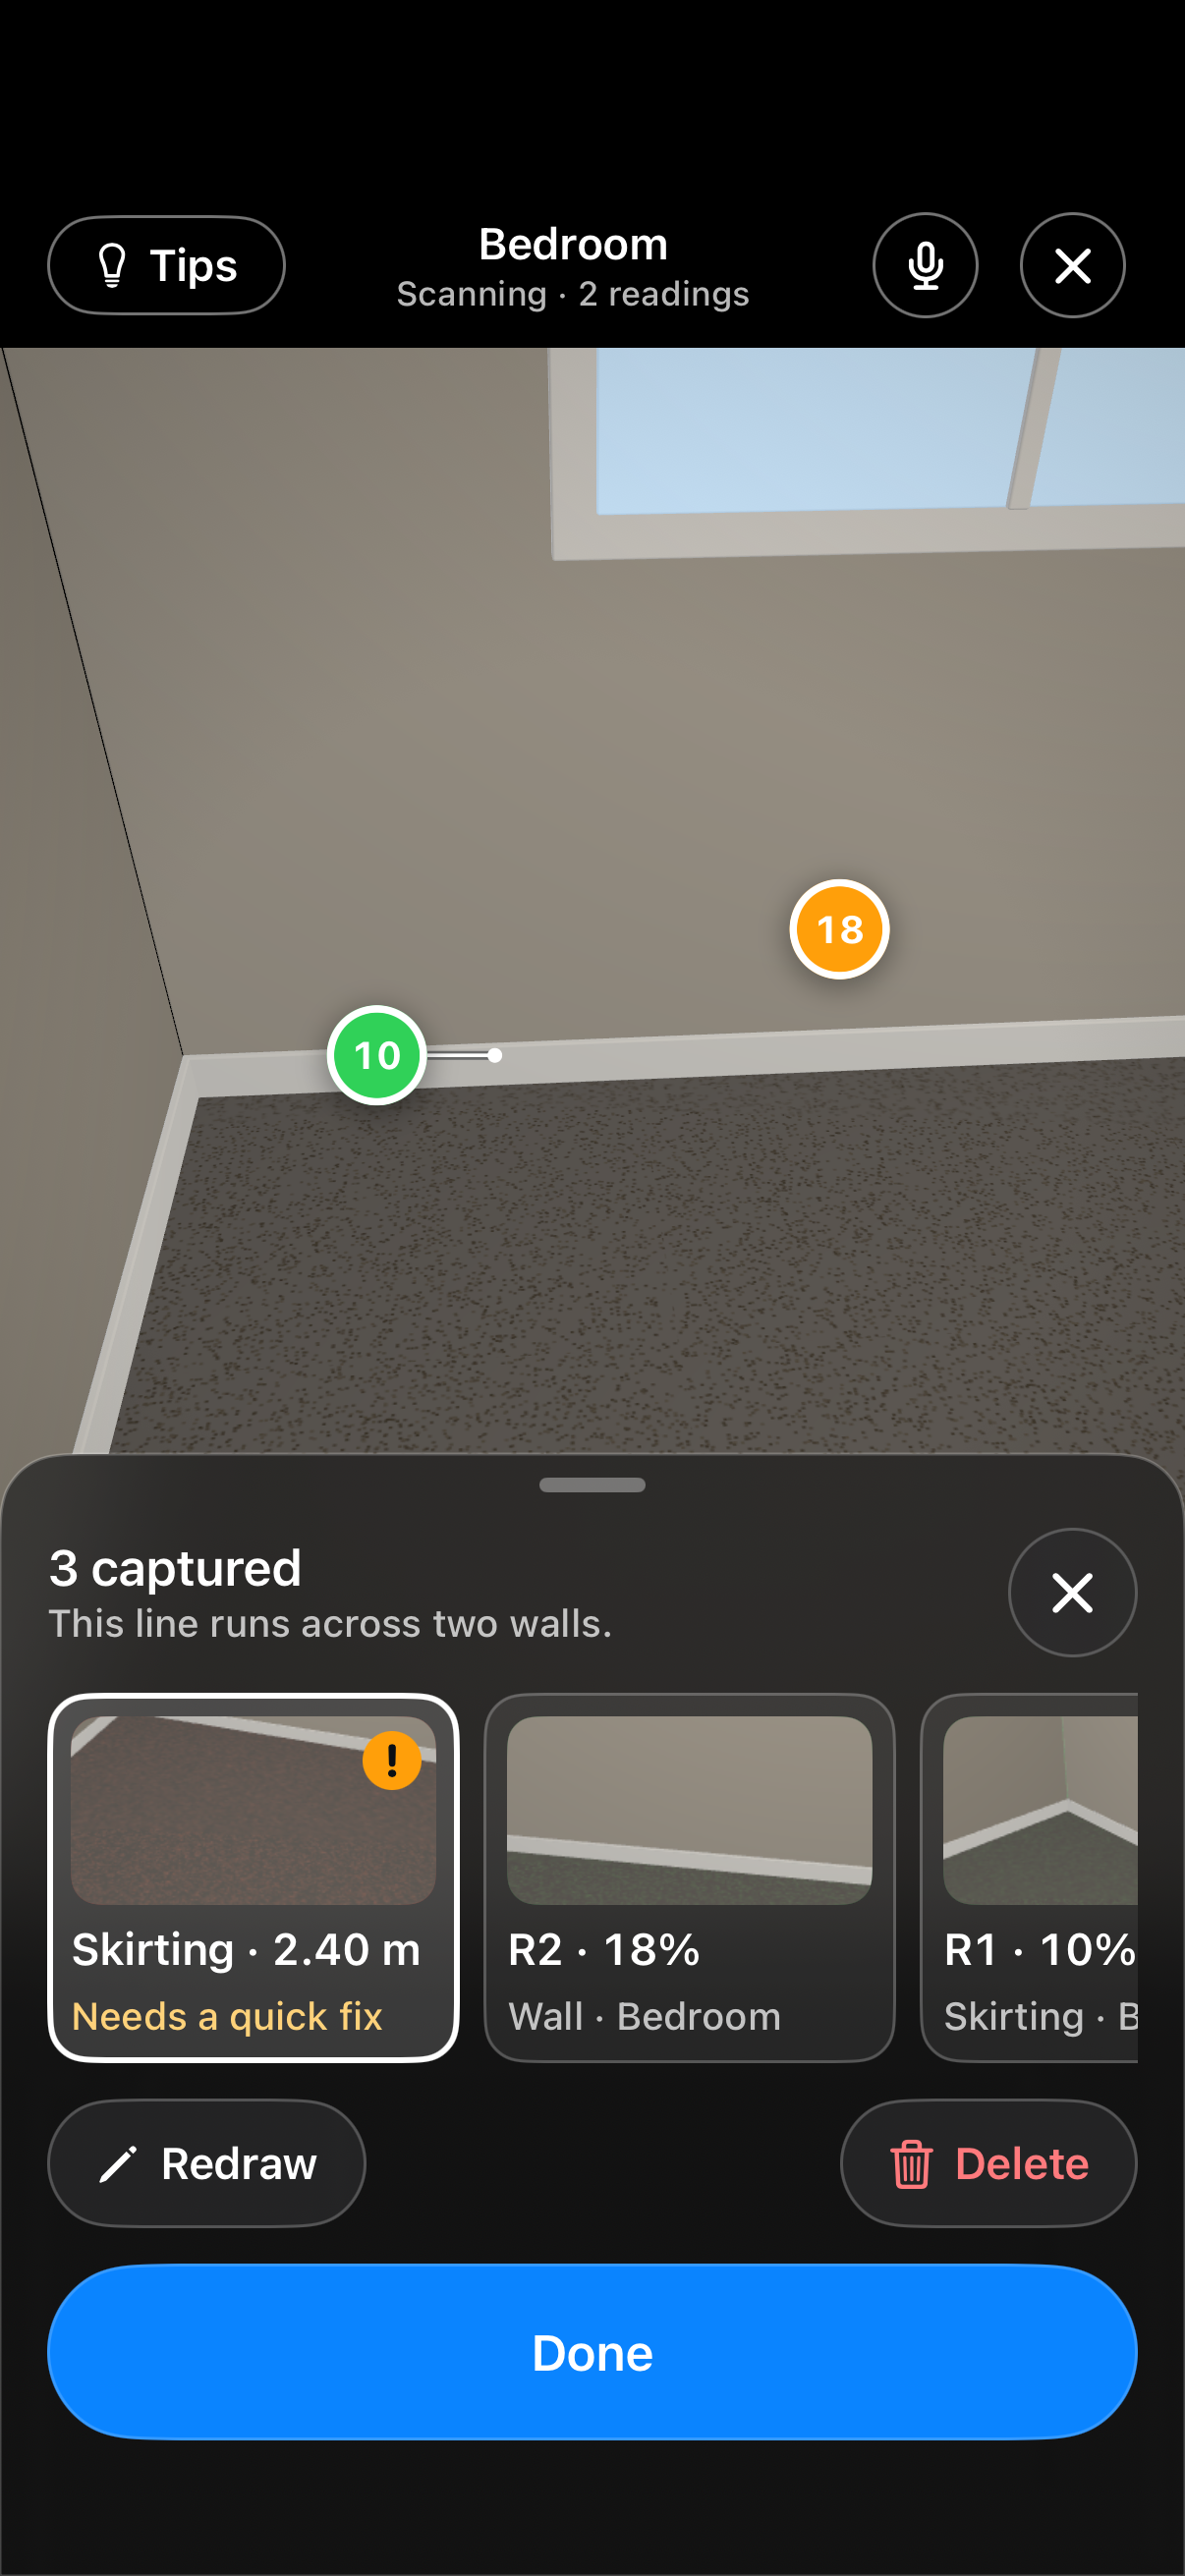 Tips
Bedroom
Scanning · 2 readings
18
10
3 captured
This line runs across two walls.
!
Skirting · 2.40 m
Needs a quick fix
R2 · 18%
Wall · Bedroom
R1 · 10%
Skirting · B
Redraw
Delete
Done